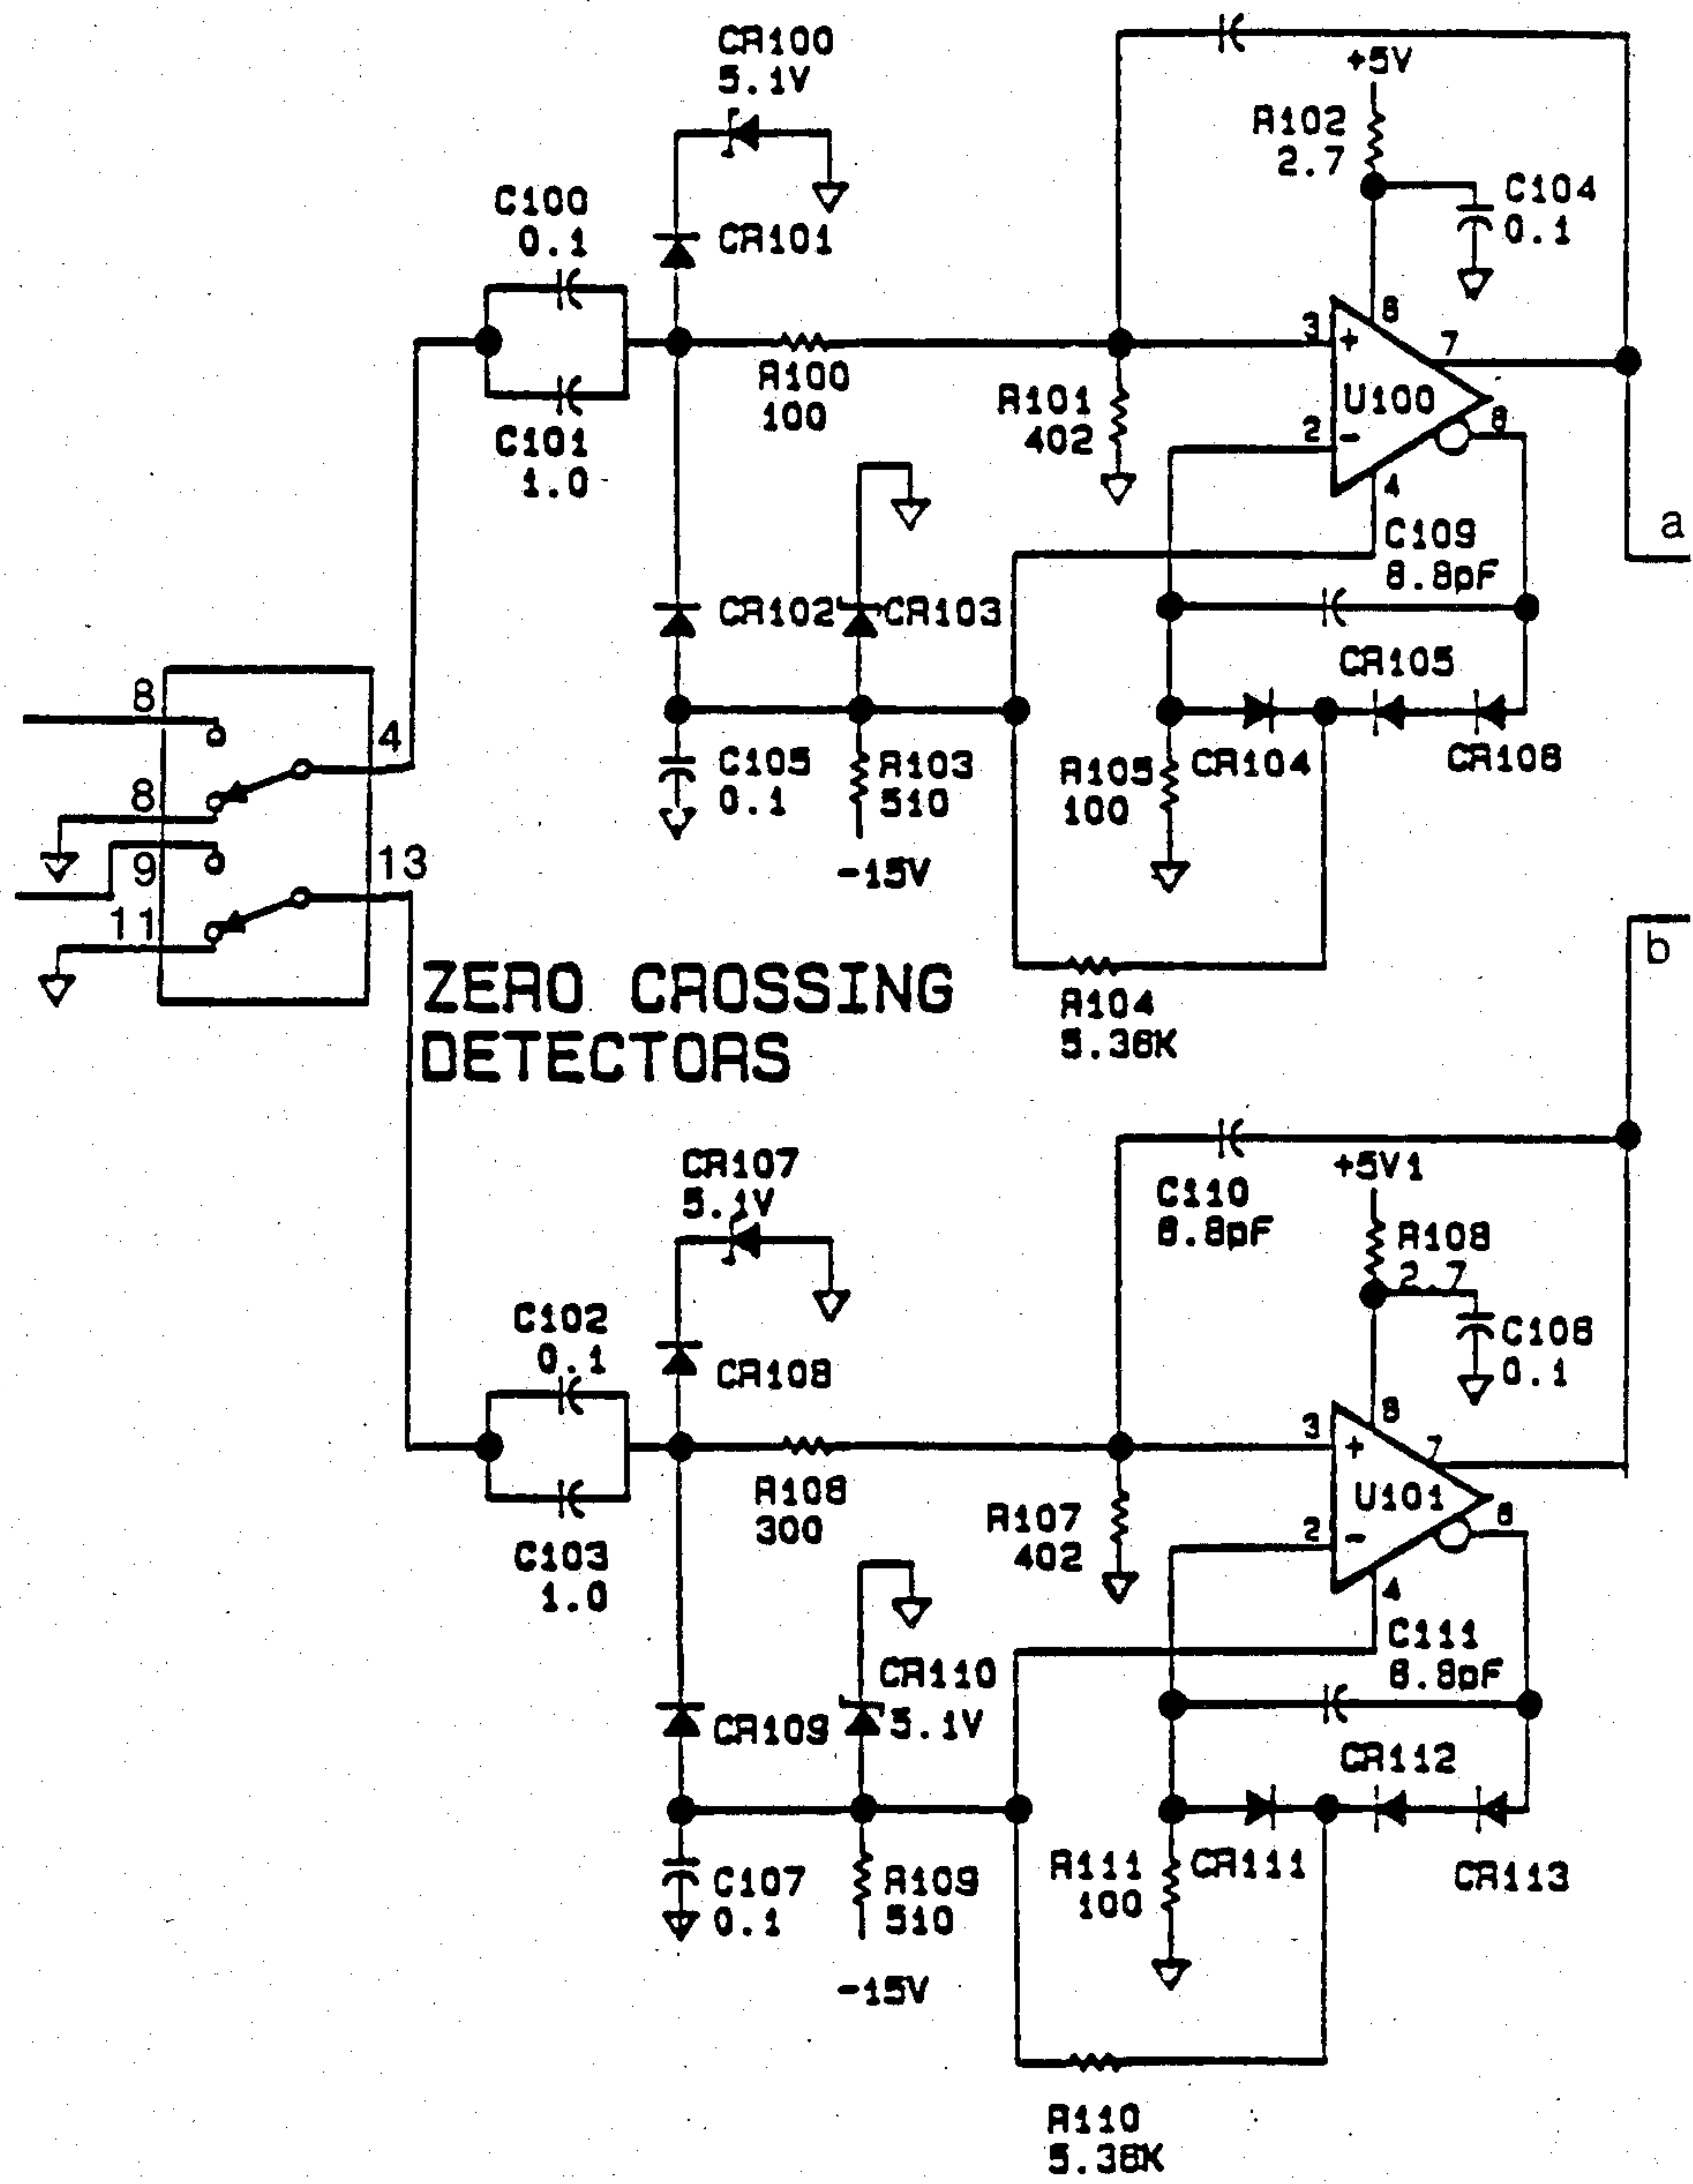 CR100
5.1V
+5V
R102
2.7
C104
0.1
C100
0.1
CR101
6
3
+
7
R100
100
R101
402
U100
8
C101
1.0
2
-
4
a
C109
6.8pF
CR102
CR103
CR105
8
4
C105
0.1
R103
510
R105
100
CR104
CR106
8
-15V
9
13
11
b
ZERO CROSSING
DETECTORS
R104
5.36K
CR107
5.1V
C110
6.8pF
+5V1
R108
2.7
C102
0.1
CR108
C106
0.1
8
3
+
7
R108
300
R107
402
U101
6
C103
1.0
2
-
4
C111
6.8pF
CR110
5.1V
CR109
CR112
C107
0.1
R109
510
R111
100
CR111
CR113
-15V
R110
5.36K